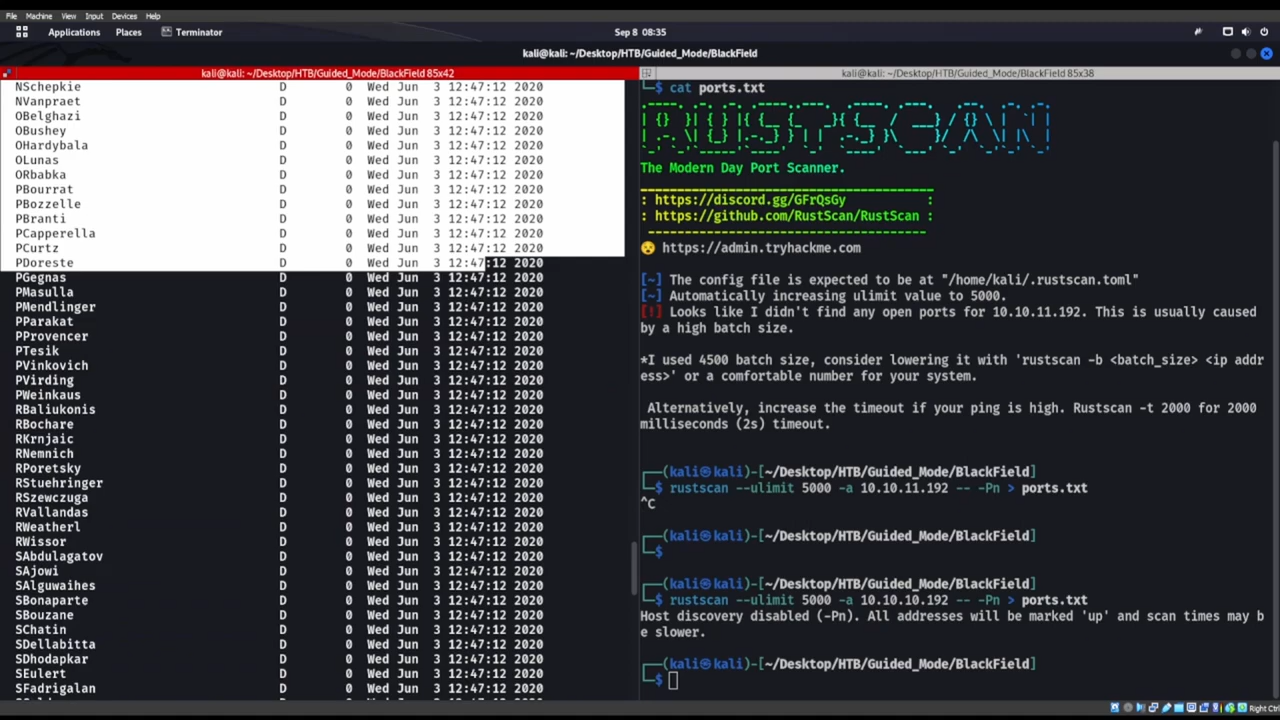 File Machine View Input Devices Help
Applications Places Terminator Sep 8 08:35
kali@kali: ~/Desktop/HTB/Guided_Mode/BlackField
kali@kali: ~/Desktop/HTB/Guided_Mode/BlackField 85x42
NSchepkie D 0 Wed Jun 3 12:47:12 2020
NVanpraet D 0 Wed Jun 3 12:47:12 2020
OBelghazi D 0 Wed Jun 3 12:47:12 2020
OBushey D 0 Wed Jun 3 12:47:12 2020
OHardybala D 0 Wed Jun 3 12:47:12 2020
OLunas D 0 Wed Jun 3 12:47:12 2020
ORbabka D 0 Wed Jun 3 12:47:12 2020
PBourrat D 0 Wed Jun 3 12:47:12 2020
PBozzelle D 0 Wed Jun 3 12:47:12 2020
PBranti D 0 Wed Jun 3 12:47:12 2020
PCapperella D 0 Wed Jun 3 12:47:12 2020
PCurtz D 0 Wed Jun 3 12:47:12 2020
PDoreste D 0 Wed Jun 3 12:47:12 2020
PGegnas D 0 Wed Jun 3 12:47:12 2020
PMasulla D 0 Wed Jun 3 12:47:12 2020
PMendlinger D 0 Wed Jun 3 12:47:12 2020
PParakat D 0 Wed Jun 3 12:47:12 2020
PProvencer D 0 Wed Jun 3 12:47:12 2020
PTesik D 0 Wed Jun 3 12:47:12 2020
PVinkovich D 0 Wed Jun 3 12:47:12 2020
PVirding D 0 Wed Jun 3 12:47:12 2020
PWeinkaus D 0 Wed Jun 3 12:47:12 2020
RBaliukonis D 0 Wed Jun 3 12:47:12 2020
RBochare D 0 Wed Jun 3 12:47:12 2020
RKrnjaic D 0 Wed Jun 3 12:47:12 2020
RNemnich D 0 Wed Jun 3 12:47:12 2020
RPoretsky D 0 Wed Jun 3 12:47:12 2020
RStuehringer D 0 Wed Jun 3 12:47:12 2020
RSzewczuga D 0 Wed Jun 3 12:47:12 2020
RVallandas D 0 Wed Jun 3 12:47:12 2020
RWeatherl D 0 Wed Jun 3 12:47:12 2020
RWissor D 0 Wed Jun 3 12:47:12 2020
SAbdulagatov D 0 Wed Jun 3 12:47:12 2020
SAjowi D 0 Wed Jun 3 12:47:12 2020
SAlguwaihes D 0 Wed Jun 3 12:47:12 2020
SBonaparte D 0 Wed Jun 3 12:47:12 2020
SBouzane D 0 Wed Jun 3 12:47:12 2020
SChatin D 0 Wed Jun 3 12:47:12 2020
SDellabitta D 0 Wed Jun 3 12:47:12 2020
SDhodapkar D 0 Wed Jun 3 12:47:12 2020
SEulert D 0 Wed Jun 3 12:47:12 2020
SFadrigalan D 0 Wed Jun 3 12:47:12 2020
kali@kali: ~/Desktop/HTB/Guided_Mode/BlackField 85x38
└─$ cat ports.txt
RUSTSCAN
The Modern Day Port Scanner.
: https://discord.gg/GFrQsGy :
: https://github.com/RustScan/RustScan :
😵 https://admin.tryhackme.com
[~] The config file is expected to be at "/home/kali/.rustscan.toml"
[~] Automatically increasing ulimit value to 5000.
[!] Looks like I didn't find any open ports for 10.10.11.192. This is usually caused
by a high batch size.
*I used 4500 batch size, consider lowering it with 'rustscan -b <batch_size> <ip addr
ess>' or a comfortable number for your system.
Alternatively, increase the timeout if your ping is high. Rustscan -t 2000 for 2000
milliseconds (2s) timeout.
┌──(kali㉿kali)-[~/Desktop/HTB/Guided_Mode/BlackField]
└─$ rustscan --ulimit 5000 -a 10.10.11.192 -- -Pn > ports.txt
^C
┌──(kali㉿kali)-[~/Desktop/HTB/Guided_Mode/BlackField]
└─$
┌──(kali㉿kali)-[~/Desktop/HTB/Guided_Mode/BlackField]
└─$ rustscan --ulimit 5000 -a 10.10.10.192 -- -Pn > ports.txt
Host discovery disabled (-Pn). All addresses will be marked 'up' and scan times may b
e slower.
┌──(kali㉿kali)-[~/Desktop/HTB/Guided_Mode/BlackField]
└─$
Right Ctrl